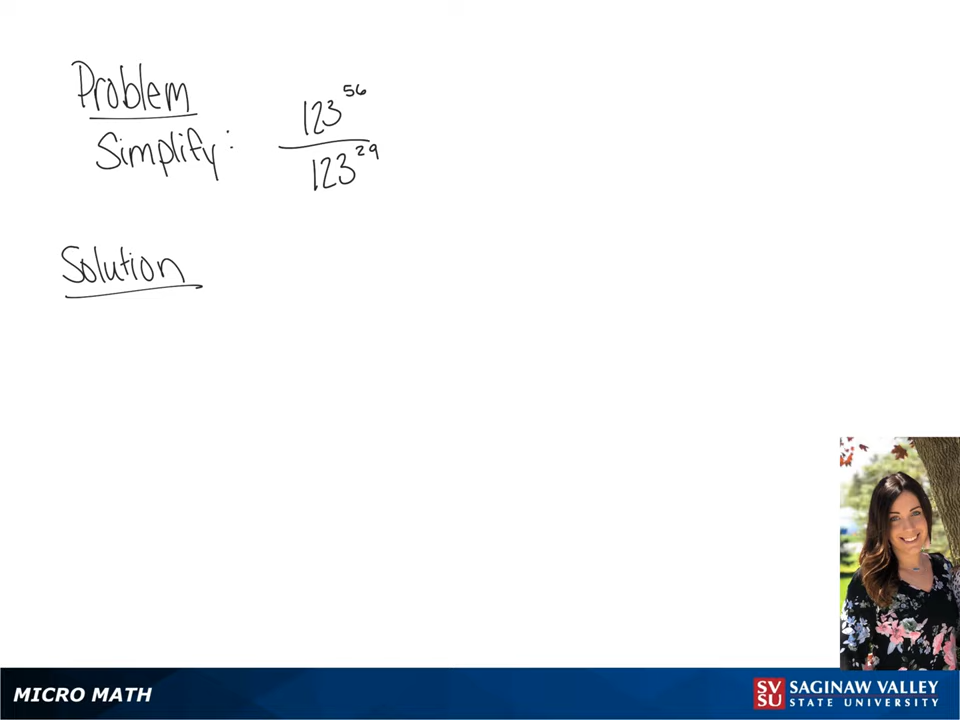 Problem
Simplify: 123^56
123^29
Solution
MICRO MATH
SV
SU
SAGINAW VALLEY
STATE UNIVERSITY